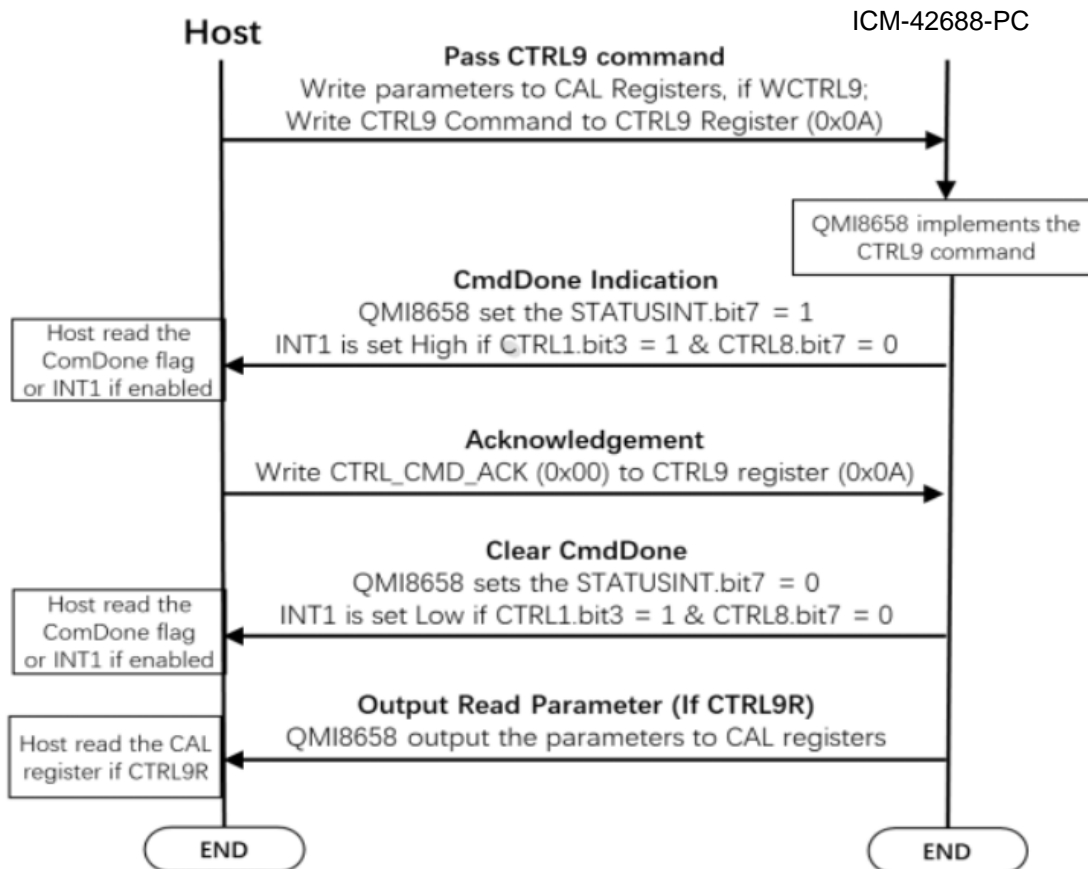 Host
ICM-42688-PC
Pass CTRL9 command
Write parameters to CAL Registers, if WCTRL9;
Write CTRL9 Command to CTRL9 Register (0x0A)
QMI8658 implements the
CTRL9 command
CmdDone Indication
QMI8658 set the STATUSINT.bit7 = 1
INT1 is set High if CTRL1.bit3 = 1 & CTRL8.bit7 = 0
Host read the
ComDone flag
or INT1 if enabled
Acknowledgement
Write CTRL_CMD_ACK (0x00) to CTRL9 register (0x0A)
Clear CmdDone
QMI8658 sets the STATUSINT.bit7 = 0
INT1 is set Low if CTRL1.bit3 = 1 & CTRL8.bit7 = 0
Host read the
ComDone flag
or INT1 if enabled
Output Read Parameter (If CTRL9R)
QMI8658 output the parameters to CAL registers
Host read the CAL
register if CTRL9R
END
END